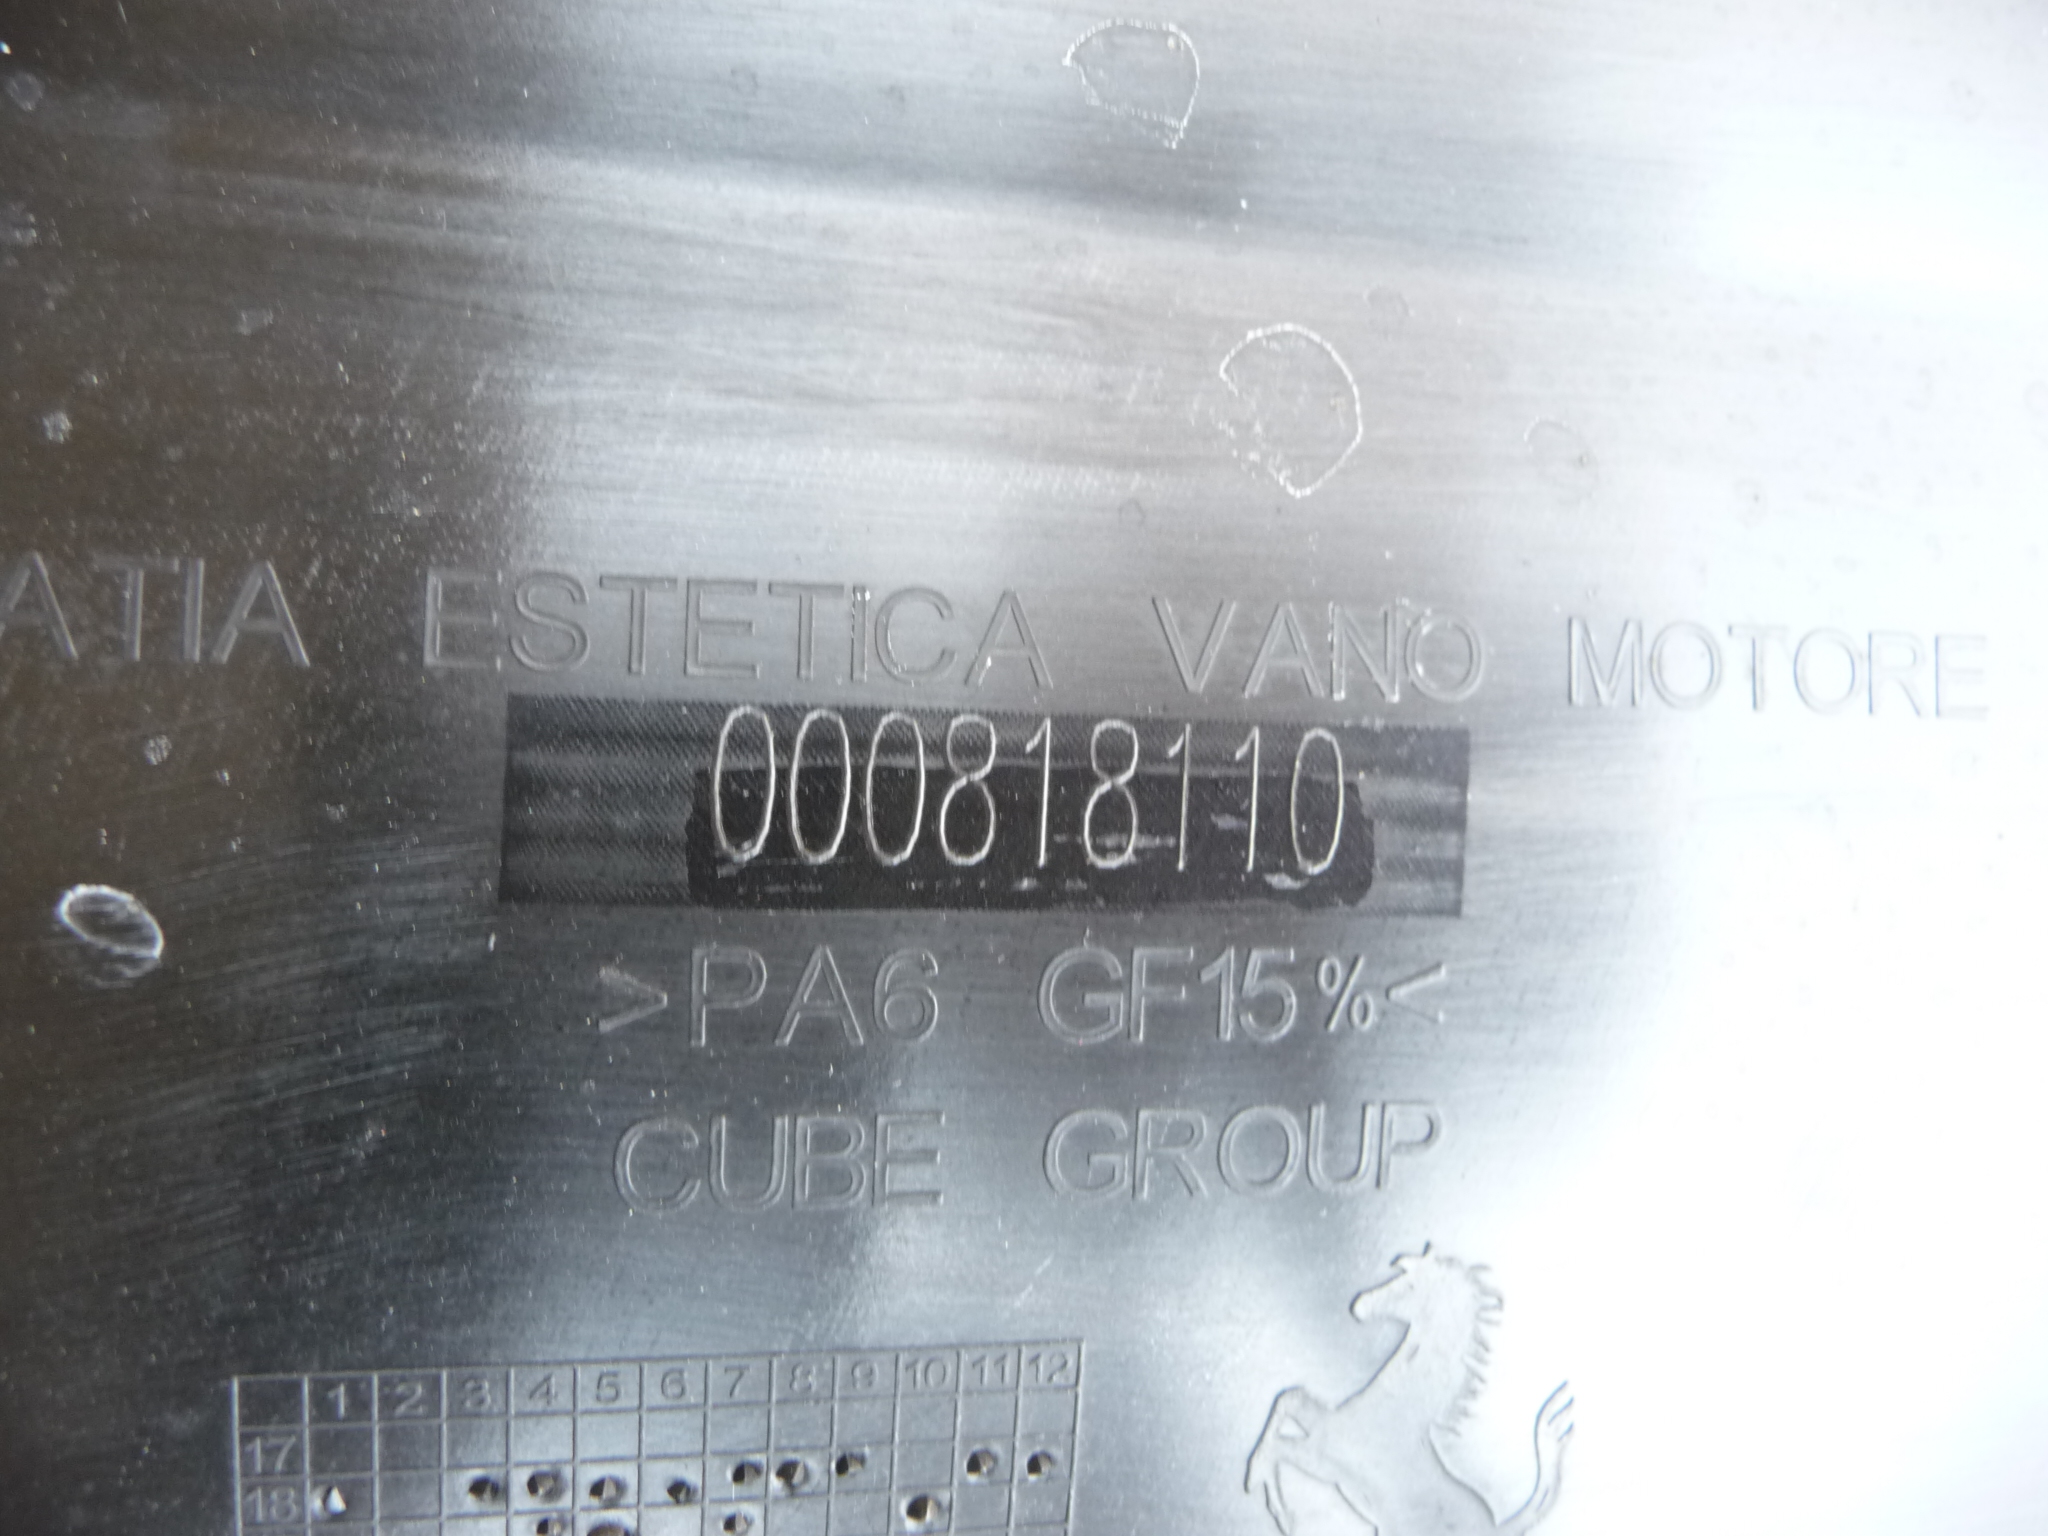 ATIA ESTETICA VANO MOTORE
000818110
>PA6 GF15%<
CUBE GROUP
1 2 3 4 5 6 7 8 9 10 11 12
17
18